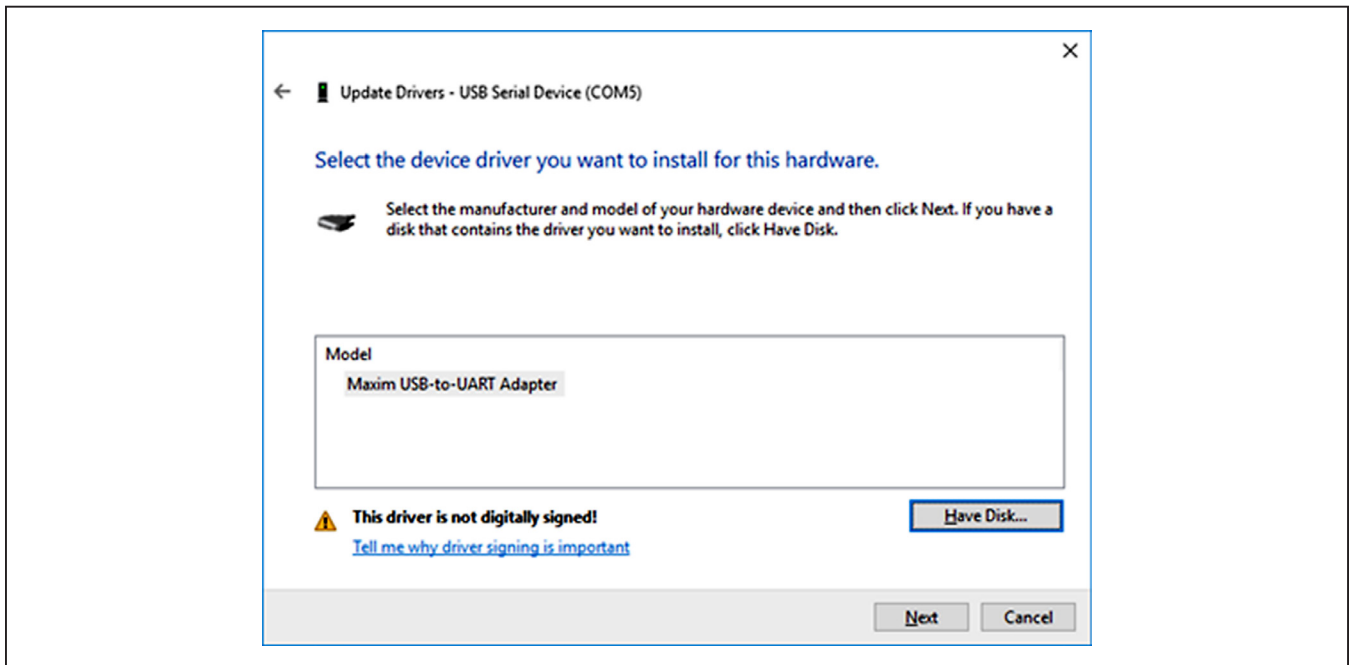 Update Drivers - USB Serial Device (COM5)
Select the device driver you want to install for this hardware.
Select the manufacturer and model of your hardware device and then click Next. If you have a
disk that contains the driver you want to install, click Have Disk.
Model
Maxim USB-to-UART Adapter
This driver is not digitally signed!
Have Disk...
Tell me why driver signing is important
Next
Cancel